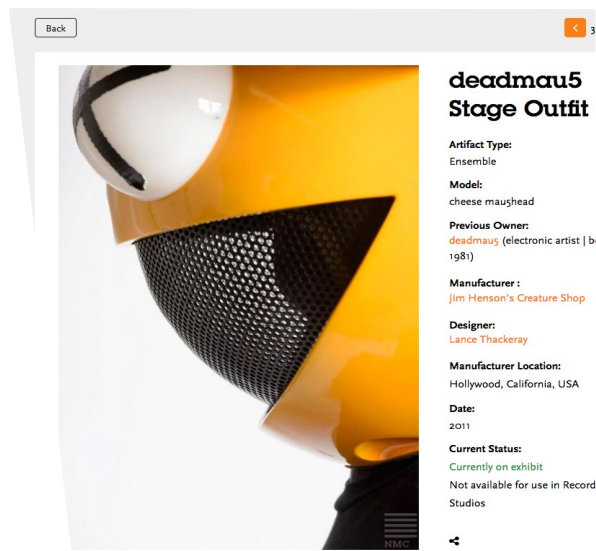 Back
<
deadmau5
Stage Outfit
Artifact Type:
Ensemble
Model:
cheese mau5head
Previous Owner:
deadmau5 (electronic artist |
1981)
Manufacturer :
Jim Henson's Creature Shop
Designer:
Lance Thackeray
Manufacturer Location:
Hollywood, California, USA
Date:
2011
Current Status:
Currently on exhibit
Not available for use in Record
Studios
NMC